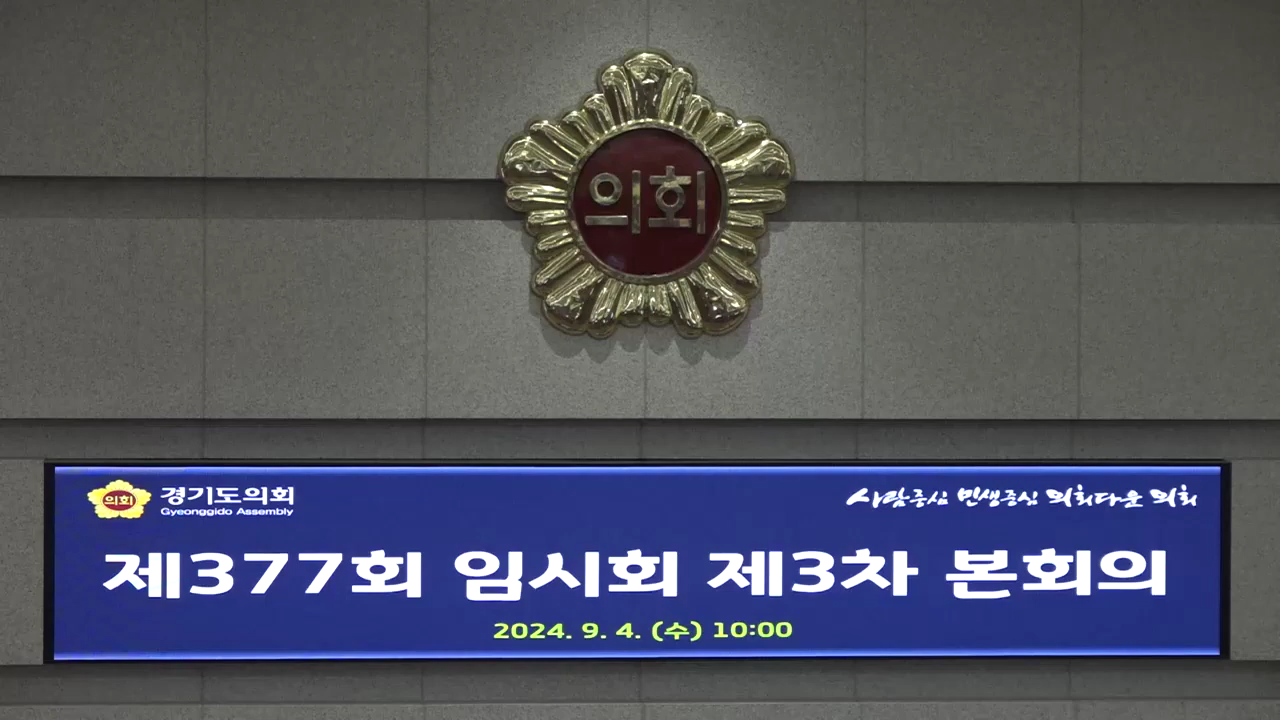 의회
의회
경기도의회
Gyeonggido Assembly
사람중심 민생중심 의회다운 의회
제377회 임시회 제3차 본회의
2024. 9. 4. (수) 10:00